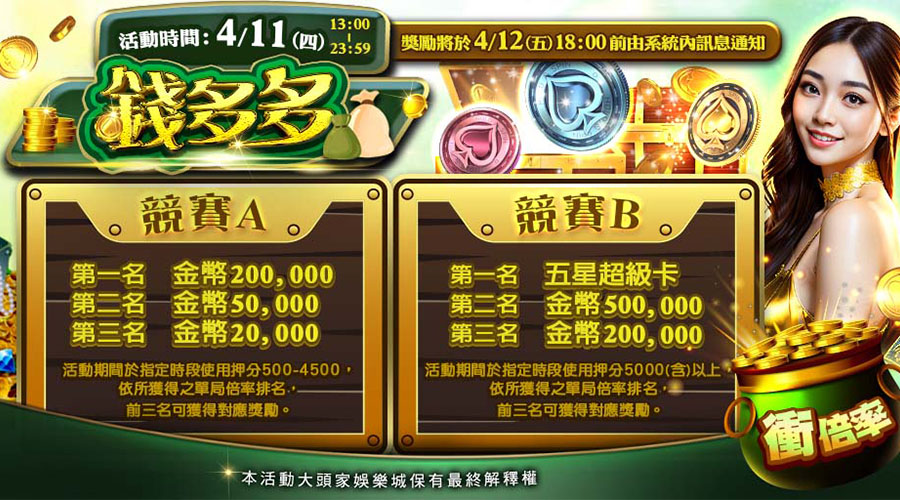 活動時間：4/11(四) 13:00-23:59
獎勵將於4/12(五)18:00前由系統內訊息通知
錢多多
競賽A
第一名 金幣200,000
第二名 金幣50,000
第三名 金幣20,000
活動期間於指定時段使用押分500-4500，
依所獲得之單局倍率排名，
前三名可獲得對應獎勵。
競賽B
第一名 五星超級卡
第二名 金幣500,000
第三名 金幣200,000
活動期間於指定時段使用押分5000(含)以上，
依所獲得之單局倍率排名，
前三名可獲得對應獎勵。
衝倍率
本活動大頭家娛樂城保有最終解釋權